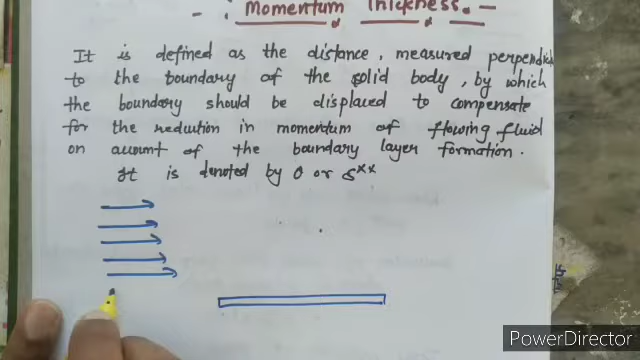 - : Momentum Thickness. -
It is defined as the distance, measured perpendic
to the boundary of the solid body, by which
the boundary should be displaced to compensate
for the reduction in momentum of flowing fluid
on account of the boundary layer formation.
It is denoted by θ or δ**
PowerDirector